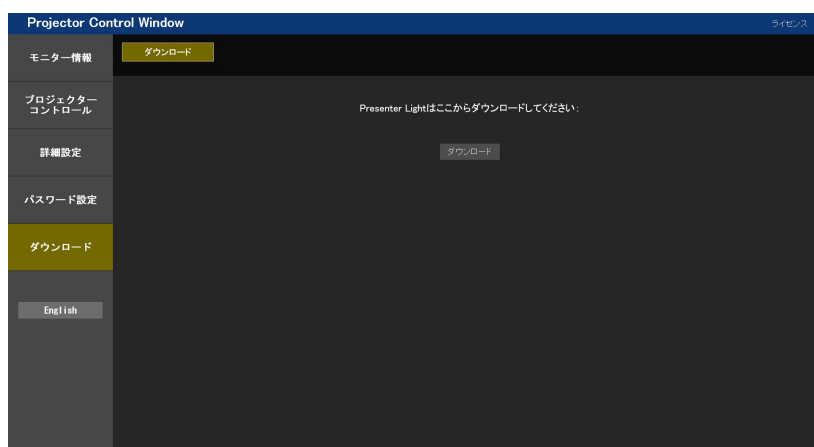 Projector Control Window
ライセンス
モニター情報
ダウンロード
プロジェクター
コントロール
Presenter Lightはここからダウンロードしてください:
詳細設定
ダウンロード
パスワード設定
ダウンロード
English